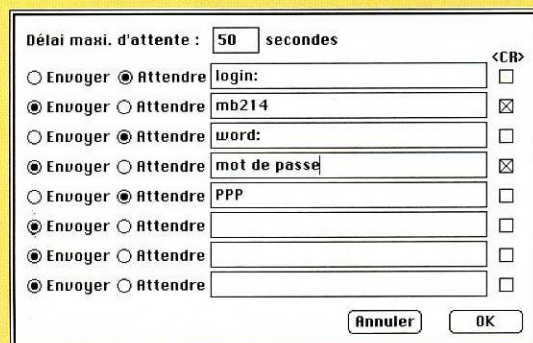 Délai maxi. d'attente : 50 secondes
<CR>
Envoyer Attendre login:
Envoyer Attendre mb214
Envoyer Attendre word:
Envoyer Attendre mot de passe
Envoyer Attendre PPP
Envoyer Attendre
Envoyer Attendre
Envoyer Attendre
Annuler OK